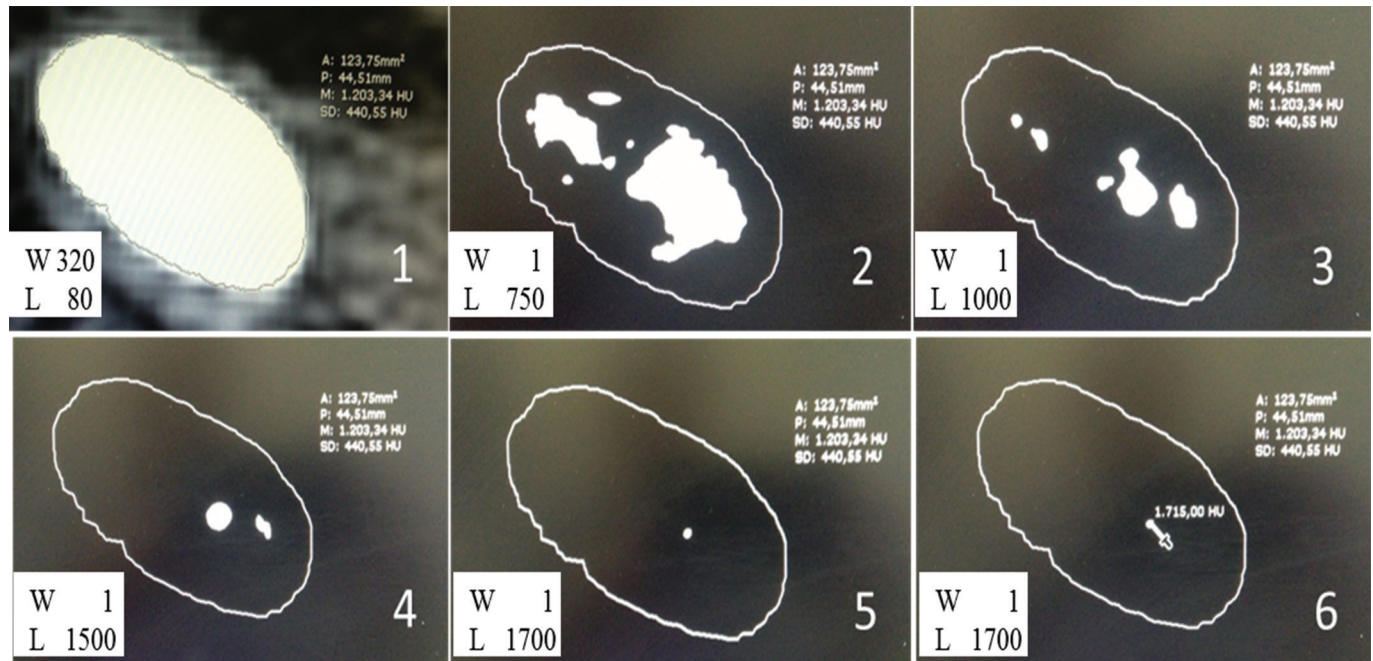 A: 123,75mm²
P: 44,51mm
M: 1.203,34 HU
SD: 440,55 HU
W 320
L 80
1
A: 123,75mm²
P: 44,51mm
M: 1.203,34 HU
SD: 440,55 HU
W 1
L 750
2
A: 123,75mm²
P: 44,51mm
M: 1.203,34 HU
SD: 440,55 HU
W 1
L 1000
3
A: 123,75mm²
P: 44,51mm
M: 1.203,34 HU
SD: 440,55 HU
W 1
L 1500
4
A: 123,75mm²
P: 44,51mm
M: 1.203,34 HU
SD: 440,55 HU
W 1
L 1700
5
A: 123,75mm²
P: 44,51mm
M: 1.203,34 HU
SD: 440,55 HU
1.715,00 HU
W 1
L 1700
6